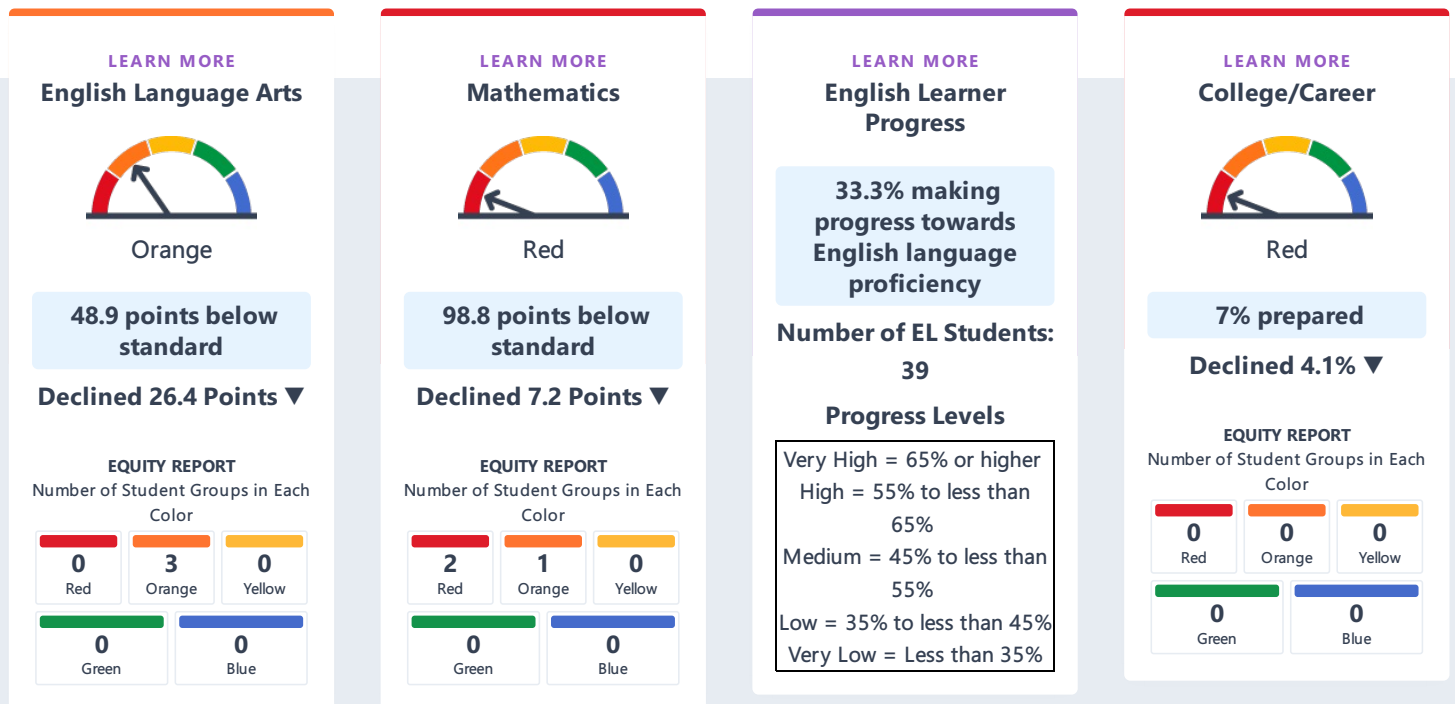 LEARN MORE
English Language Arts
Orange
48.9 points below
standard
Declined 26.4 Points ▼
EQUITY REPORT
Number of Student Groups in Each
Color
0
Red
3
Orange
0
Yellow
0
Green
0
Blue
LEARN MORE
Mathematics
Red
98.8 points below
standard
Declined 7.2 Points ▼
EQUITY REPORT
Number of Student Groups in Each
Color
2
Red
1
Orange
0
Yellow
0
Green
0
Blue
LEARN MORE
English Learner
Progress
33.3% making
progress towards
English language
proficiency
Number of EL Students:
39
Progress Levels
Very High = 65% or higher
High = 55% to less than
65%
Medium = 45% to less than
55%
Low = 35% to less than 45%
Very Low = Less than 35%
LEARN MORE
College/Career
Red
7% prepared
Declined 4.1% ▼
EQUITY REPORT
Number of Student Groups in Each
Color
0
Red
0
Orange
0
Yellow
0
Green
0
Blue